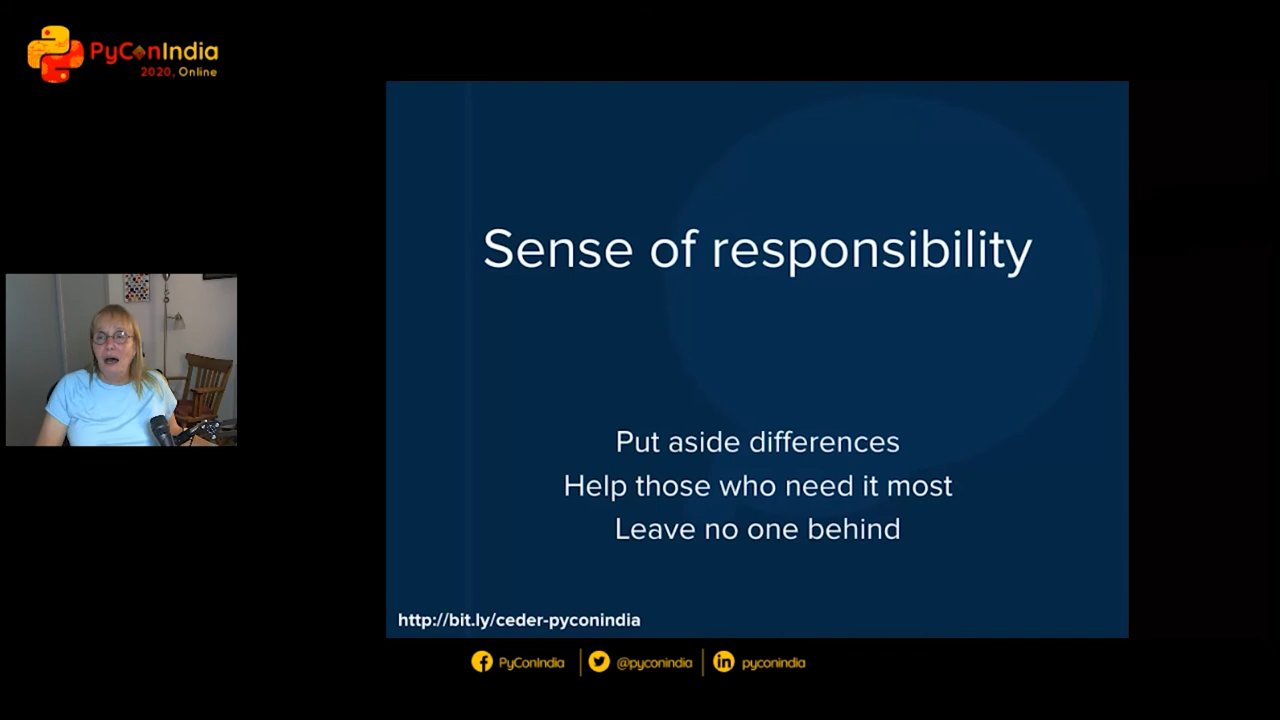 PyConIndia
2020, Online
Sense of responsibility
Put aside differences
Help those who need it most
Leave no one behind
http://bit.ly/ceder-pyconindia
PyConIndia
@pyconindia
pyconindia